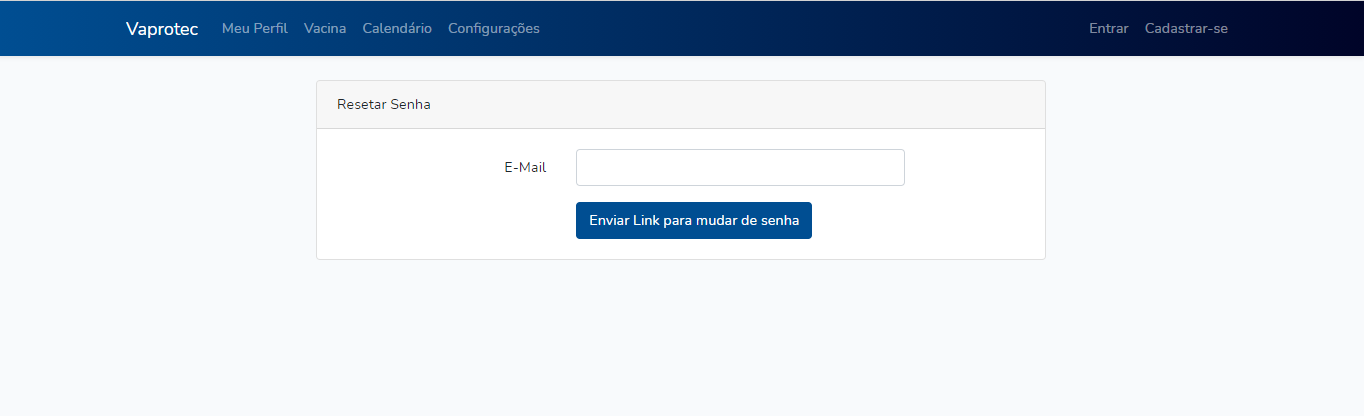 Vaprotec Meu Perfil Vacina Calendário Configurações Entrar Cadastrar-se
Resetar Senha
E-Mail
Enviar Link para mudar de senha